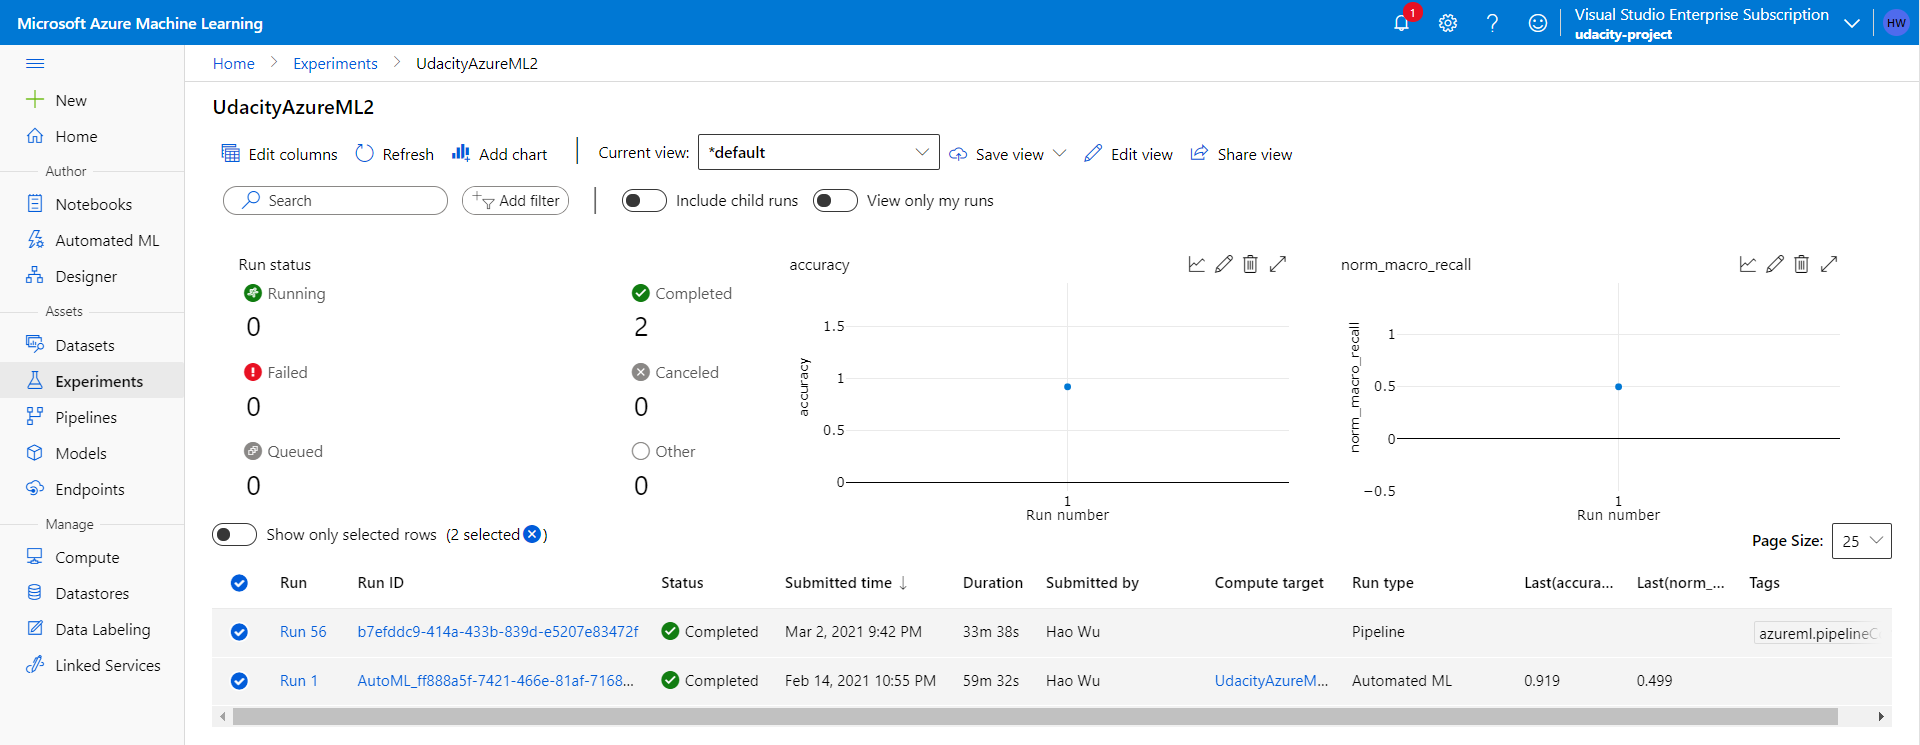 Microsoft Azure Machine Learning
1
Visual Studio Enterprise Subscription
udacity-project
HW
New
Home
Author
Notebooks
Automated ML
Designer
Assets
Datasets
Experiments
Pipelines
Models
Endpoints
Manage
Compute
Datastores
Data Labeling
Linked Services
Home > Experiments > UdacityAzureML2
UdacityAzureML2
Edit columns Refresh Add chart Current view: *default Save view Edit view Share view
Search Add filter Include child runs View only my runs
Run status
Running
0
Completed
2
Failed
0
Canceled
0
Queued
0
Other
0
accuracy
accuracy
1.5
1
0.5
0
1
Run number
norm_macro_recall
norm_macro_recall
1
0.5
0
−0.5
1
Run number
Show only selected rows (2 selected )
Page Size: 25
Run Run ID Status Submitted time ↓ Duration Submitted by Compute target Run type Last(accura... Last(norm_... Tags
Run 56 b7efddc9-414a-433b-839d-e5207e83472f Completed Mar 2, 2021 9:42 PM 33m 38s Hao Wu Pipeline azureml.pipelineC
Run 1 AutoML_ff888a5f-7421-466e-81af-7168... Completed Feb 14, 2021 10:55 PM 59m 32s Hao Wu UdacityAzureM... Automated ML 0.919 0.499